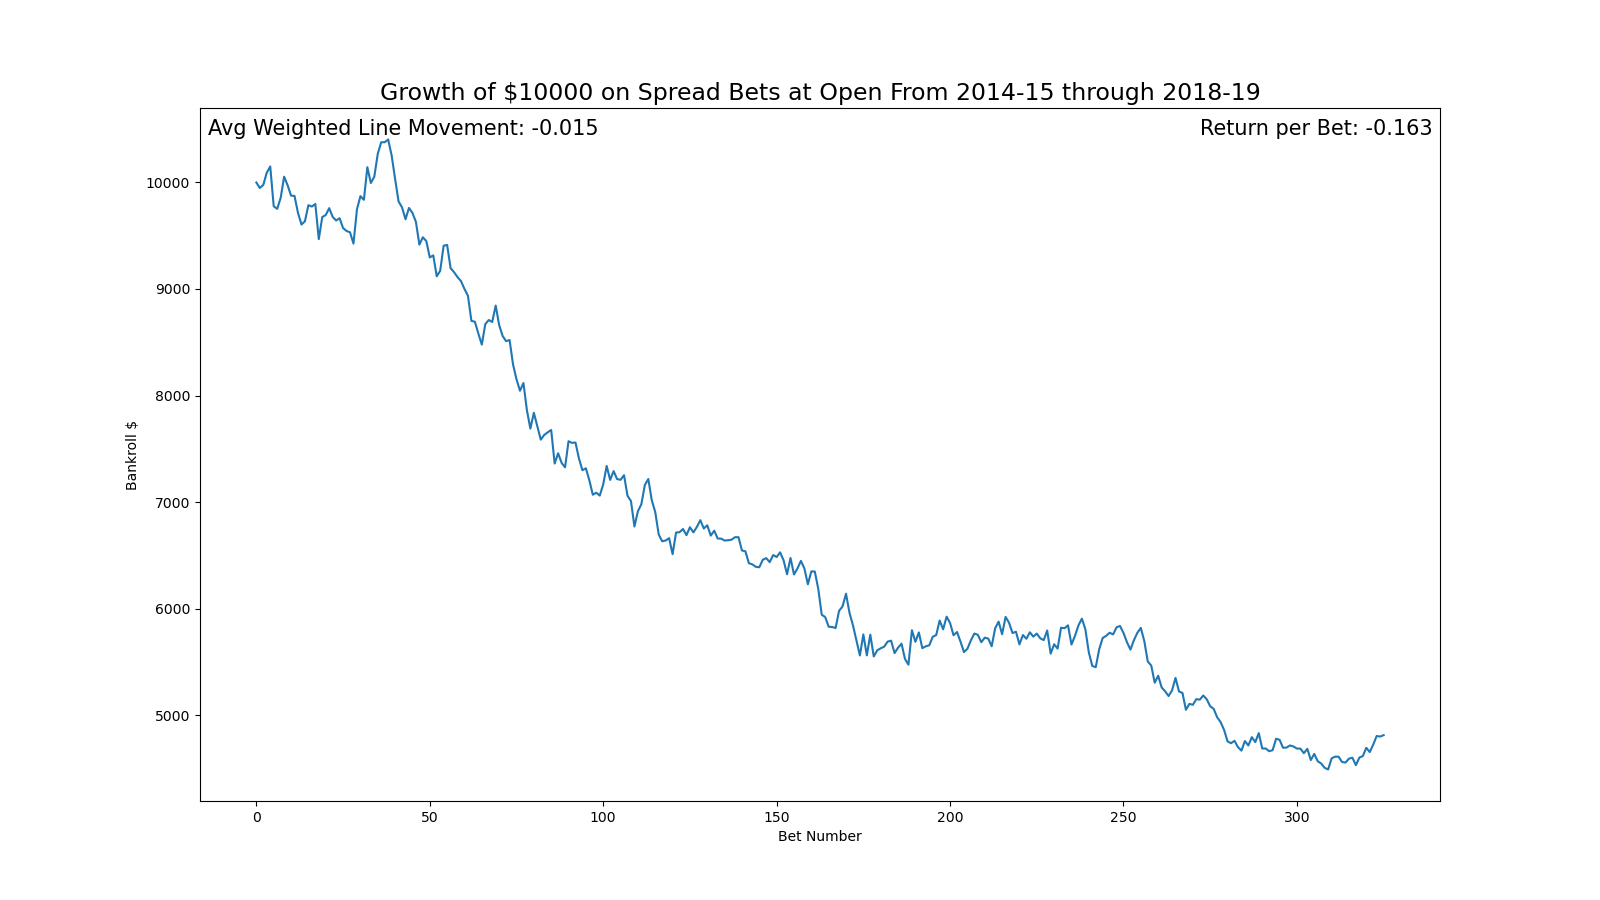 Growth of $10000 on Spread Bets at Open From 2014-15 through 2018-19
Avg Weighted Line Movement: -0.015
Return per Bet: -0.163
10000
9000
8000
7000
6000
5000
Bankroll $
0
50
100
150
200
250
300
Bet Number